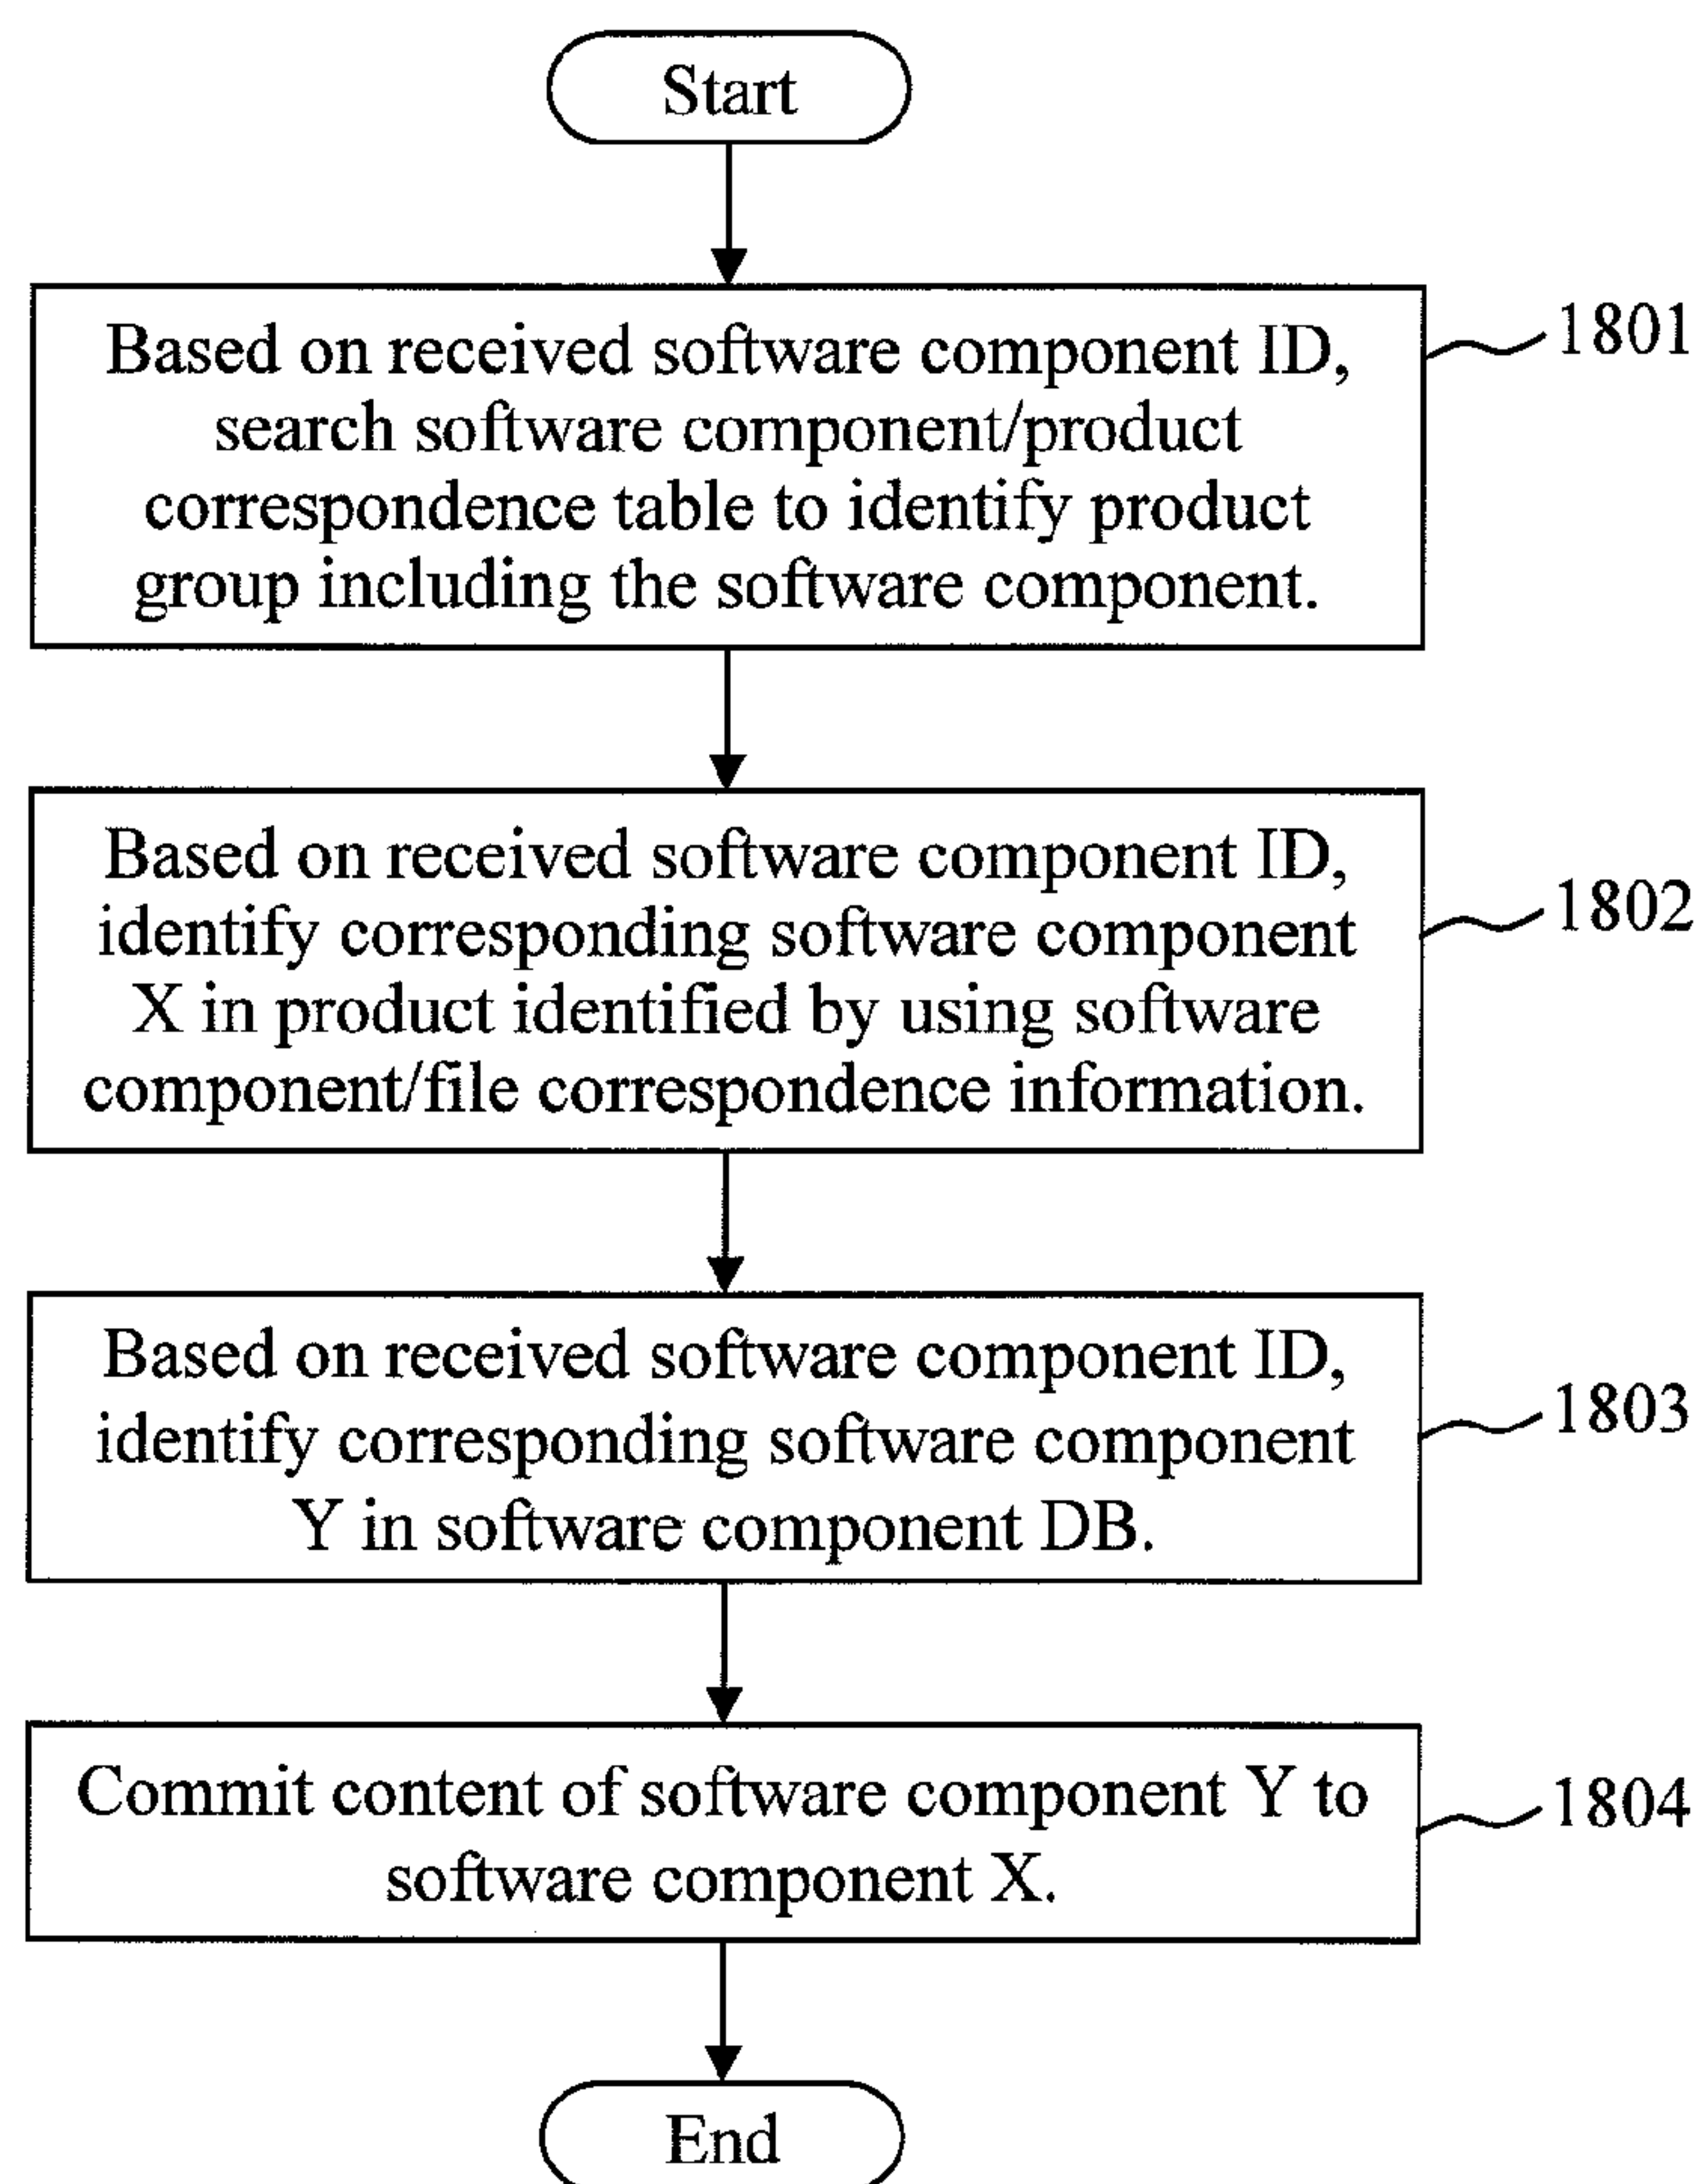 Start
Based on received software component ID,
search software component/product
correspondence table to identify product
group including the software component.
1801
Based on received software component ID,
identify corresponding software component
X in product identified by using software
component/file correspondence information.
1802
Based on received software component ID,
identify corresponding software component
Y in software component DB.
1803
Commit content of software component Y to
software component X.
1804
End